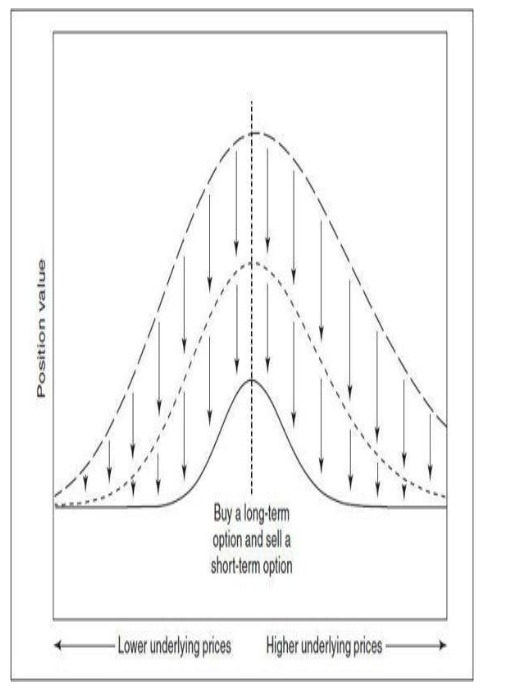 Position value
Buy a long-term
option and sell a
short-term option
Lower underlying prices
Higher underlying prices